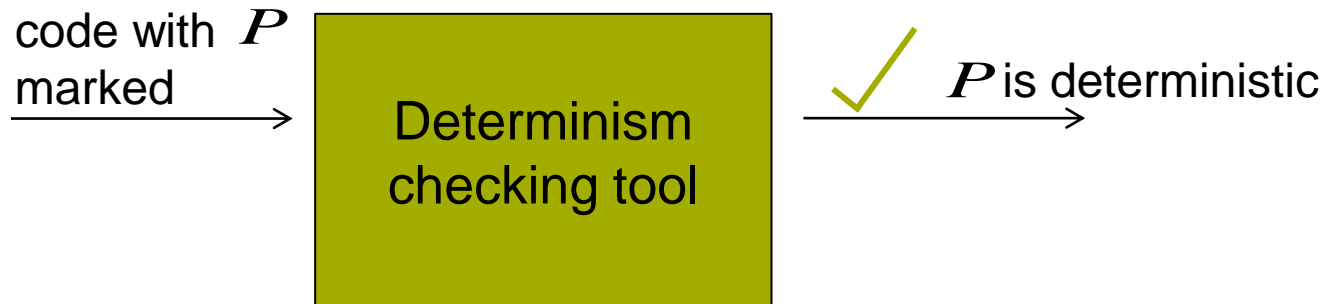 code with P
marked
Determinism
checking tool
P is deterministic